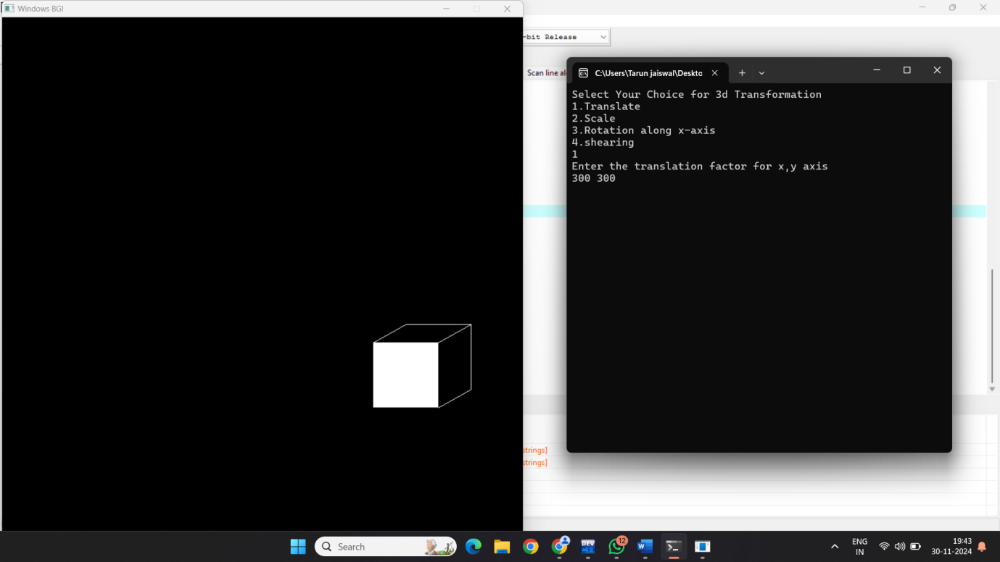 Windows BGI
-bit Release
Scan line al
C:\Users\Tarun jaiswal\Deskto
Select Your Choice for 3d Transformation
1.Translate
2.Scale
3.Rotation along x-axis
4.shearing
1
Enter the translation factor for x,y axis
300 300
strings]
strings]
Search
DEV
12
W
ENG
IN
19:43
30-11-2024